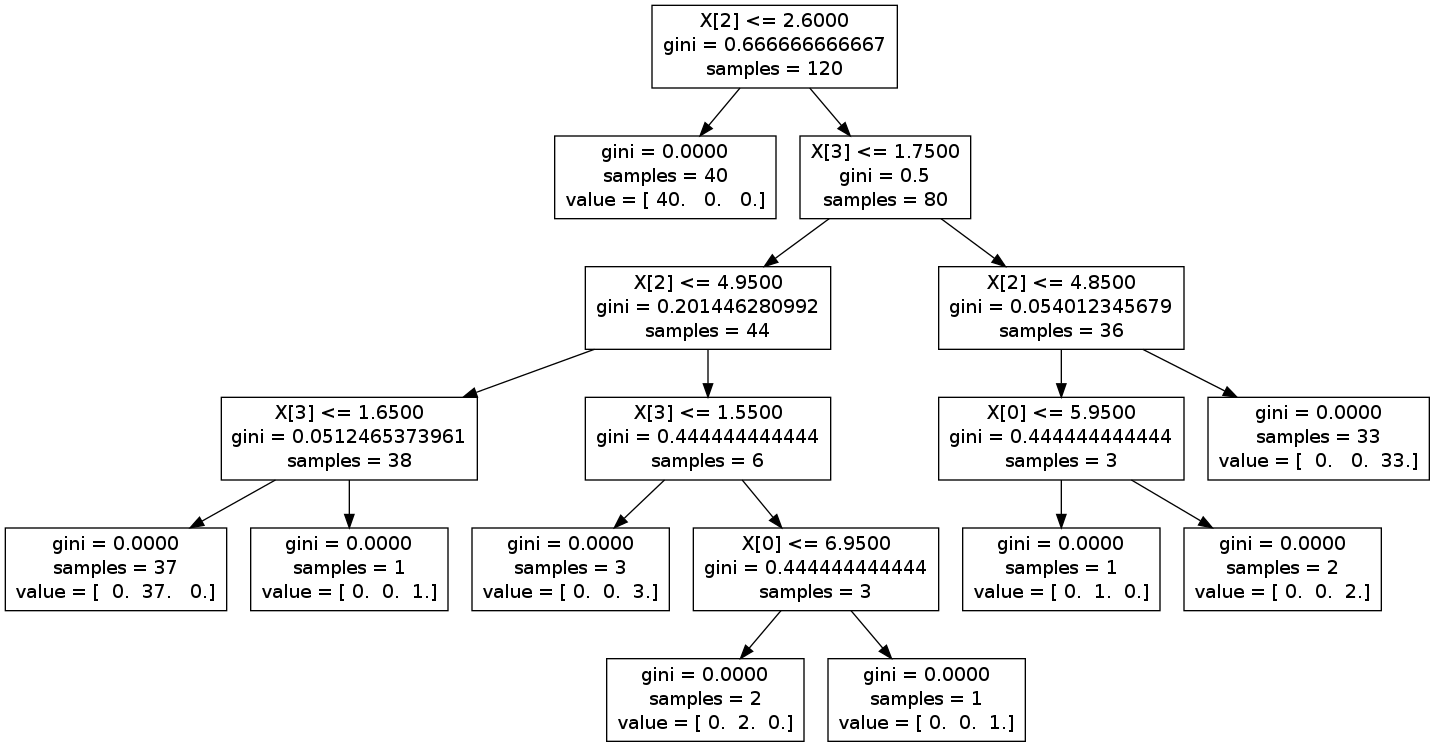 X[2] <= 2.6000
gini = 0.666666666667
samples = 120
gini = 0.0000
samples = 40
value = [ 40.   0.   0.]
X[3] <= 1.7500
gini = 0.5
samples = 80
X[2] <= 4.9500
gini = 0.201446280992
samples = 44
X[2] <= 4.8500
gini = 0.054012345679
samples = 36
X[3] <= 1.6500
gini = 0.0512465373961
samples = 38
X[3] <= 1.5500
gini = 0.444444444444
samples = 6
X[0] <= 5.9500
gini = 0.444444444444
samples = 3
gini = 0.0000
samples = 33
value = [  0.   0.  33.]
gini = 0.0000
samples = 37
value = [  0.  37.   0.]
gini = 0.0000
samples = 1
value = [ 0.  0.  1.]
gini = 0.0000
samples = 3
value = [ 0.  0.  3.]
X[0] <= 6.9500
gini = 0.444444444444
samples = 3
gini = 0.0000
samples = 1
value = [ 0.  1.  0.]
gini = 0.0000
samples = 2
value = [ 0.  0.  2.]
gini = 0.0000
samples = 2
value = [ 0.  2.  0.]
gini = 0.0000
samples = 1
value = [ 0.  0.  1.]